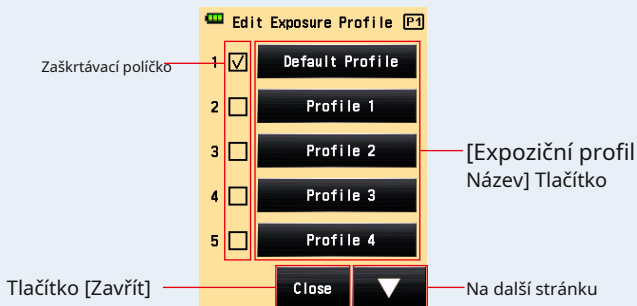 Edit Exposure Profile P1
Zaškrtávací políčko
1 Default Profile
2 Profile 1
3 Profile 2
[Expoziční profil
Název] Tlačítko
4 Profile 3
5 Profile 4
Tlačítko [Zavřít]
Close
Na další stránku